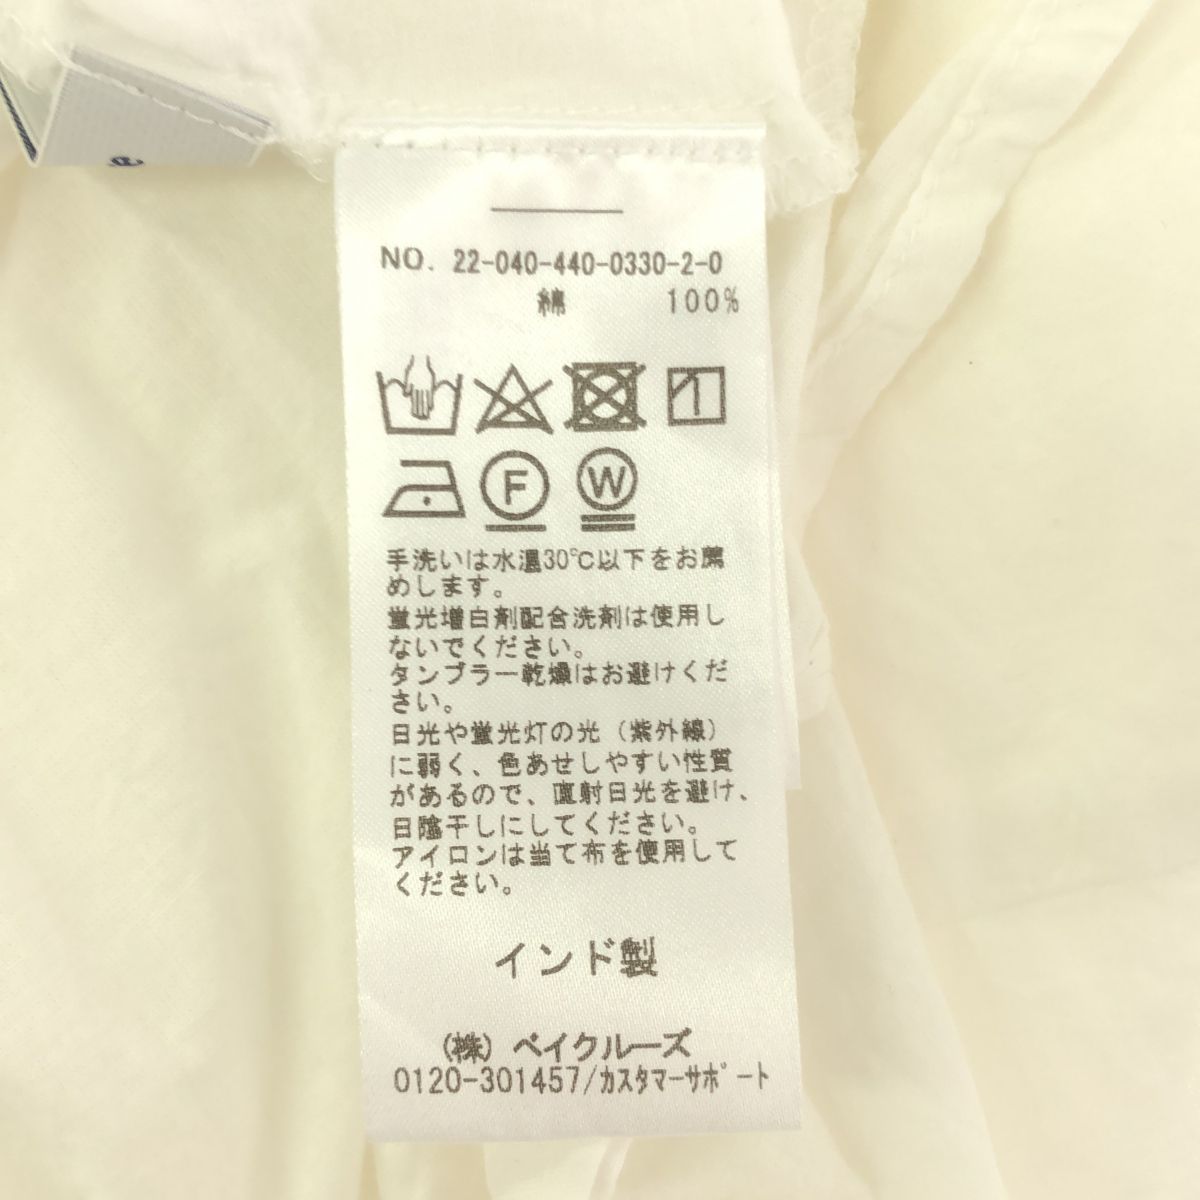 NO. 22-040-440-0330-2-0
綿 100%
F W
手洗いは水温30℃以下をお薦
めします。
蛍光増白剤配合洗剤は使用し
ないでください。
タンブラー乾燥はお避けくだ
さい。
日光や蛍光灯の光（紫外線）
に弱く、色あせしやすい性質
があるので、直射日光を避け、
日陰干しにしてください。
アイロンは当て布を使用して
ください。
インド製
（株）ベイクルーズ
0120-301457/ｶｽﾀﾏｰｻﾎﾟｰﾄ